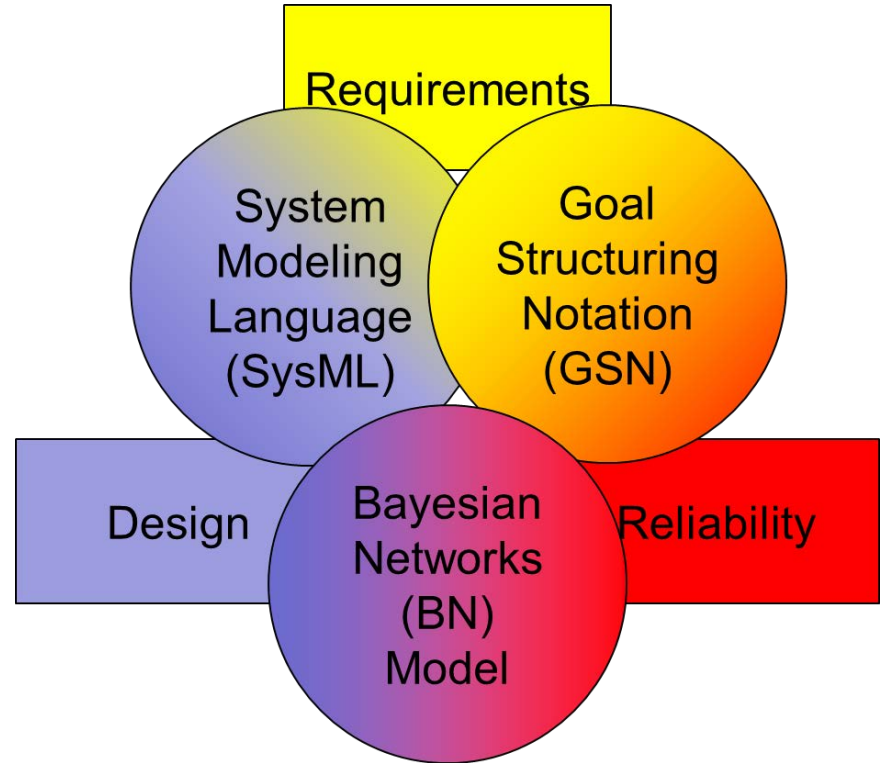 Requirements
System
Modeling
Language
(SysML)
Goal
Structuring
Notation
(GSN)
Design
Bayesian
Networks
(BN)
Model
Reliability